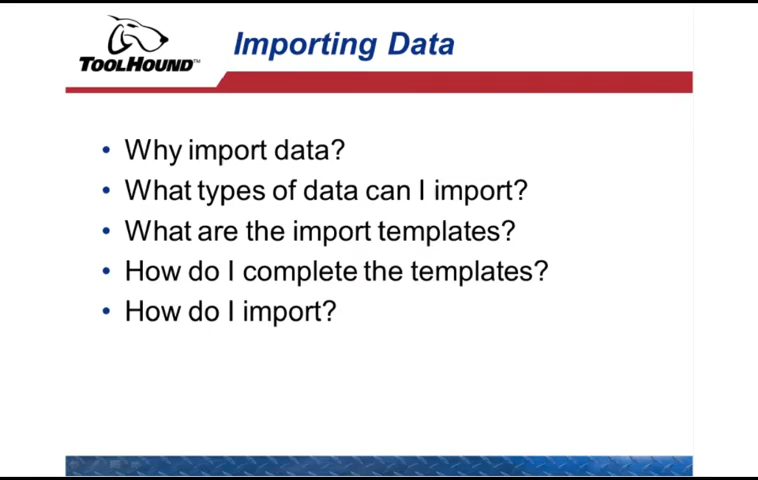 Importing Data
TOOLHOUND™
• Why import data?
• What types of data can I import?
• What are the import templates?
• How do I complete the templates?
• How do I import?